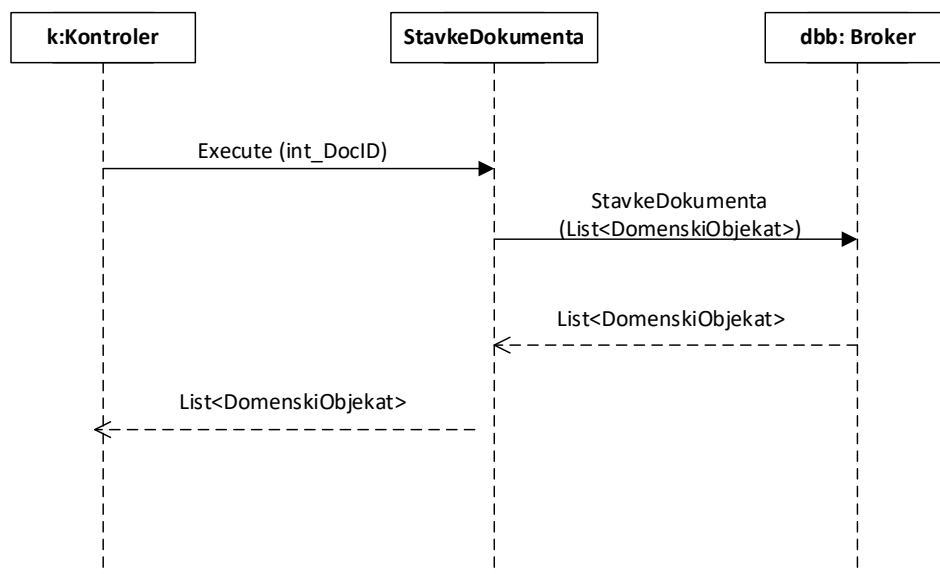 k:Kontroler
StavkeDokumenta
dbb: Broker
Execute (int_DocID)
StavkeDokumenta
(List<DomenskiObjekat>)
List<DomenskiObjekat>
List<DomenskiObjekat>